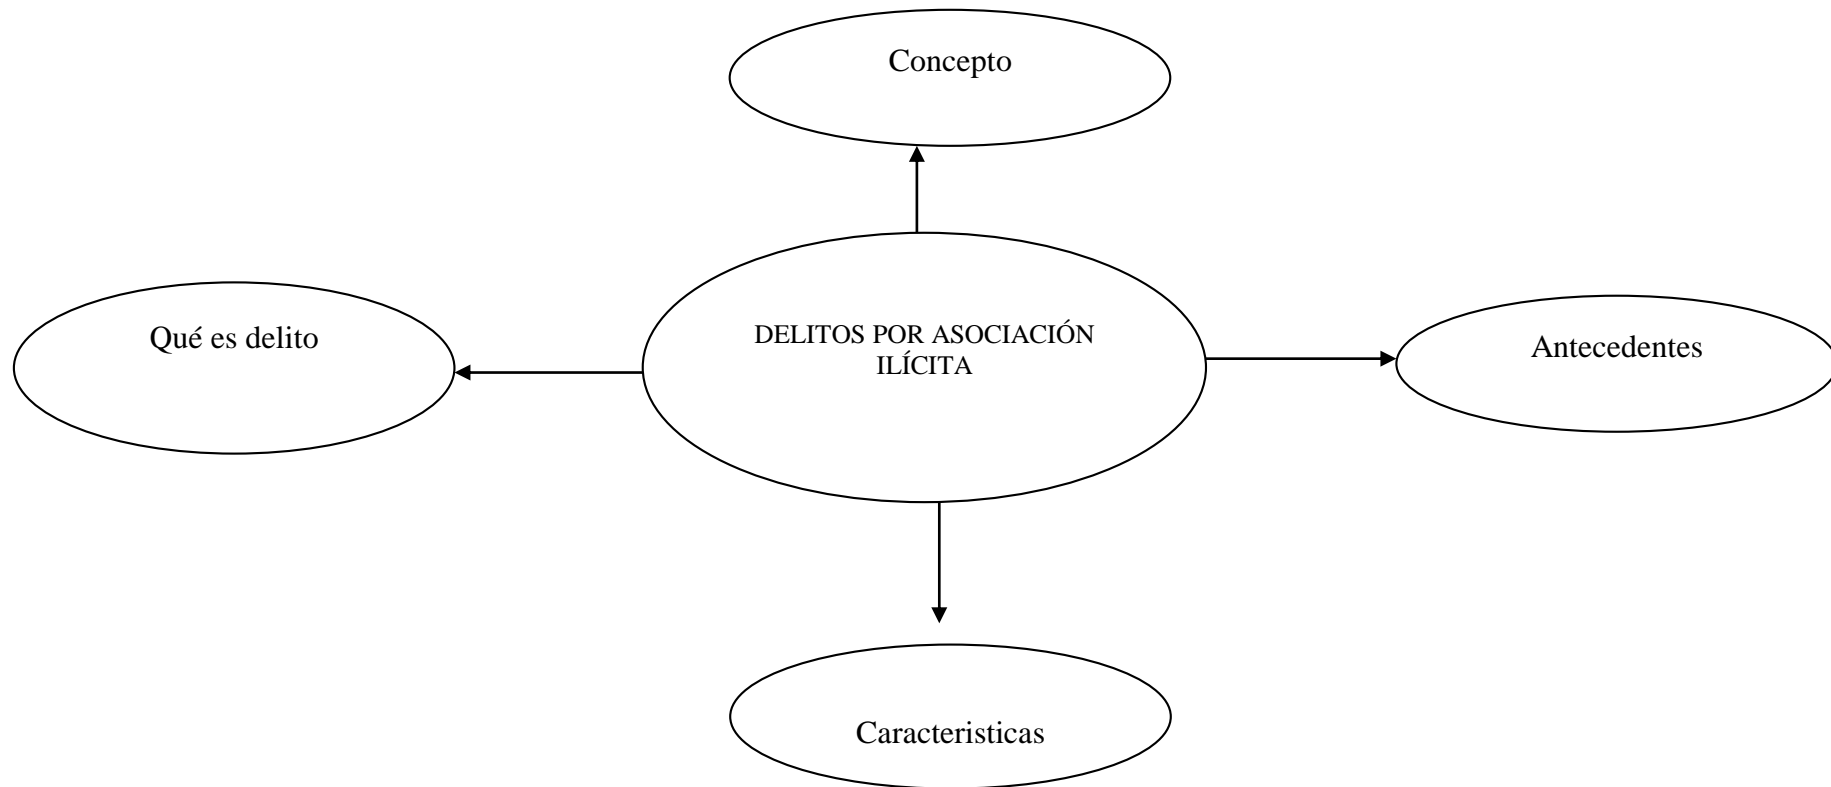 Concepto
Qué es delito
DELITOS POR ASOCIACIÓN
ILÍCITA
Antecedentes
Caracteristicas